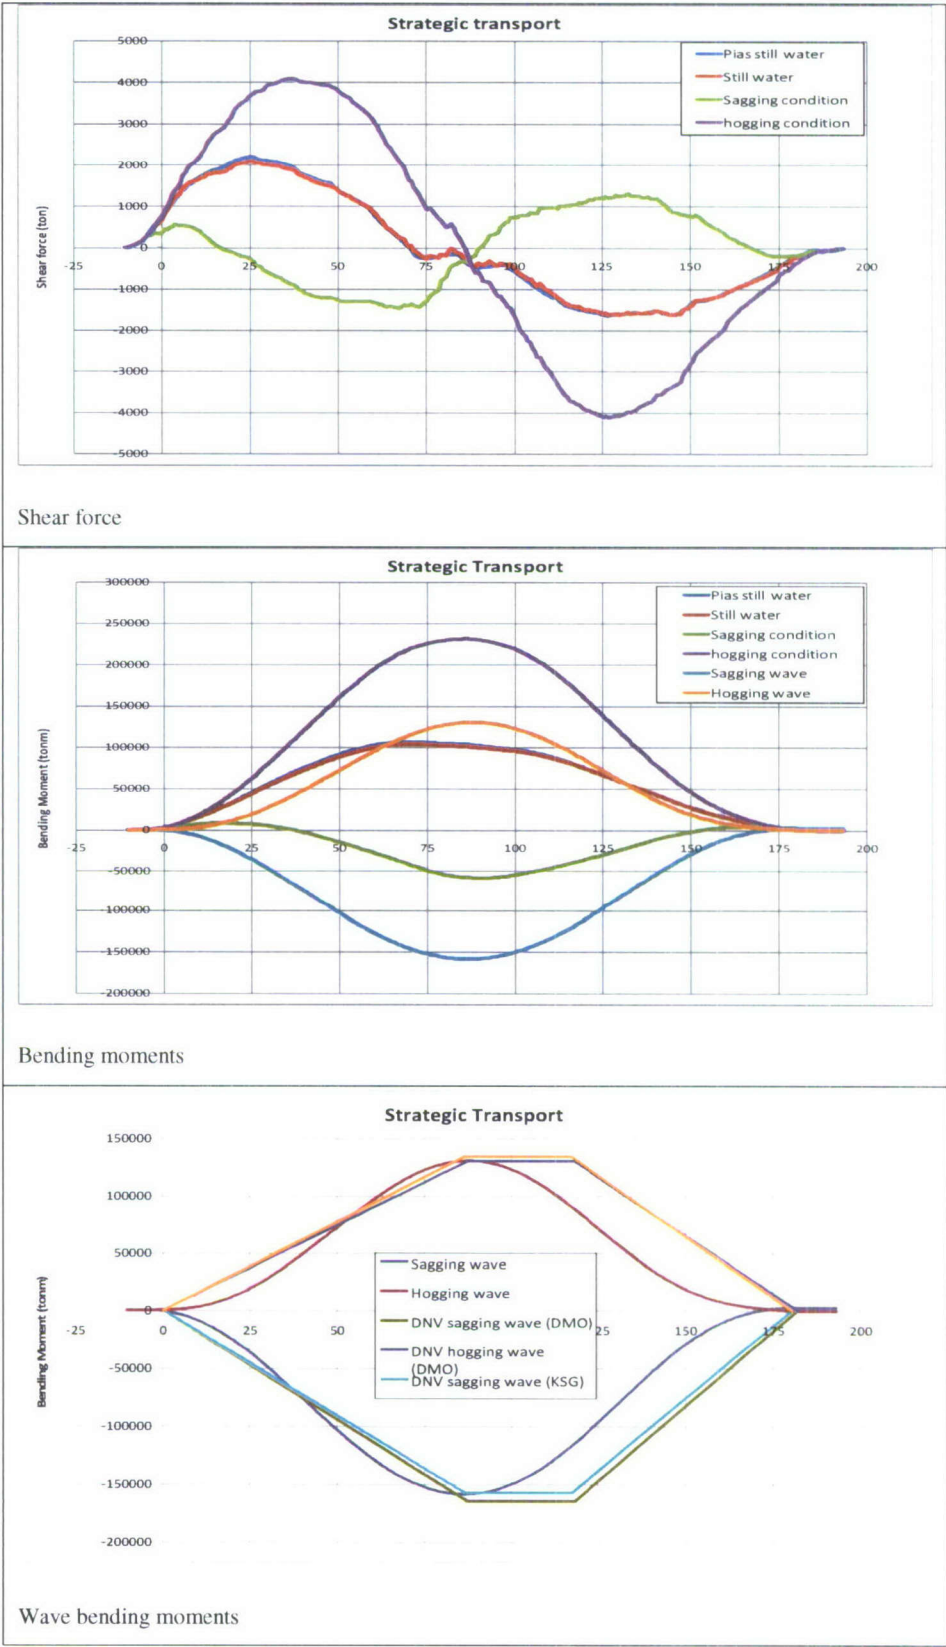 Strategic transport
5000
4000
3000
2000
1000
0
-1000
-2000
-3000
-4000
-5000
Shear force (ton)
-25 0 25 50 75 100 125 150 175 200
Pias still water
Still water
Sagging condition
hogging condition
Shear force
Strategic Transport
300000
250000
200000
150000
100000
50000
0
-50000
-100000
-150000
-200000
Bending Moment (tonm)
-25 0 25 50 75 100 125 150 175 200
Pias still water
Still water
Sagging condition
hogging condition
Sagging wave
Hogging wave
Bending moments
Strategic Transport
150000
100000
50000
0
-50000
-100000
-150000
-200000
Bending Moment (tonm)
-25 0 25 50 25 150 175 200
Sagging wave
Hogging wave
DNV sagging wave (DMO)
DNV hogging wave
(DMO)
DNV sagging wave (KSG)
Wave bending moments